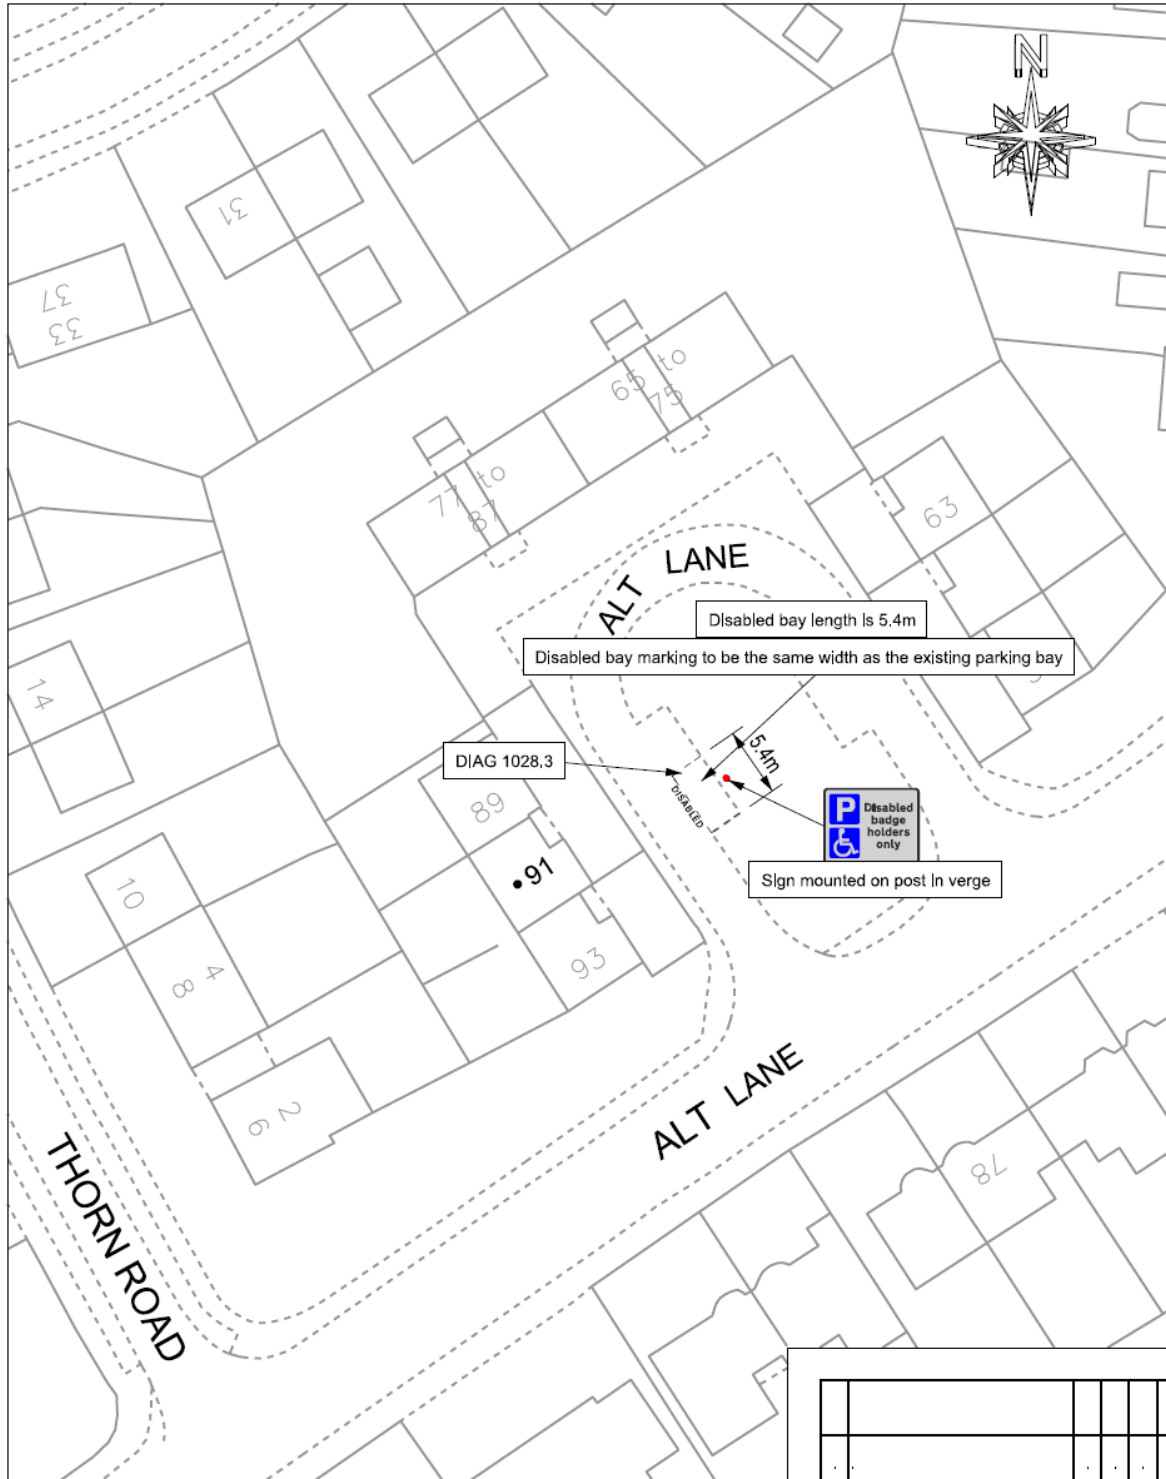 N
31
37
33
65 to
75
77 to
87
63
ALT LANE
Disabled bay length is 5.4m
Disabled bay marking to be the same width as the existing parking bay
14
DIAG 1028.3
5.4m
DISABLED
P
Disabled
badge
holders
only
89
91
Sign mounted on post in verge
10
93
4
8
2
6
ALT LANE
THORN ROAD
78